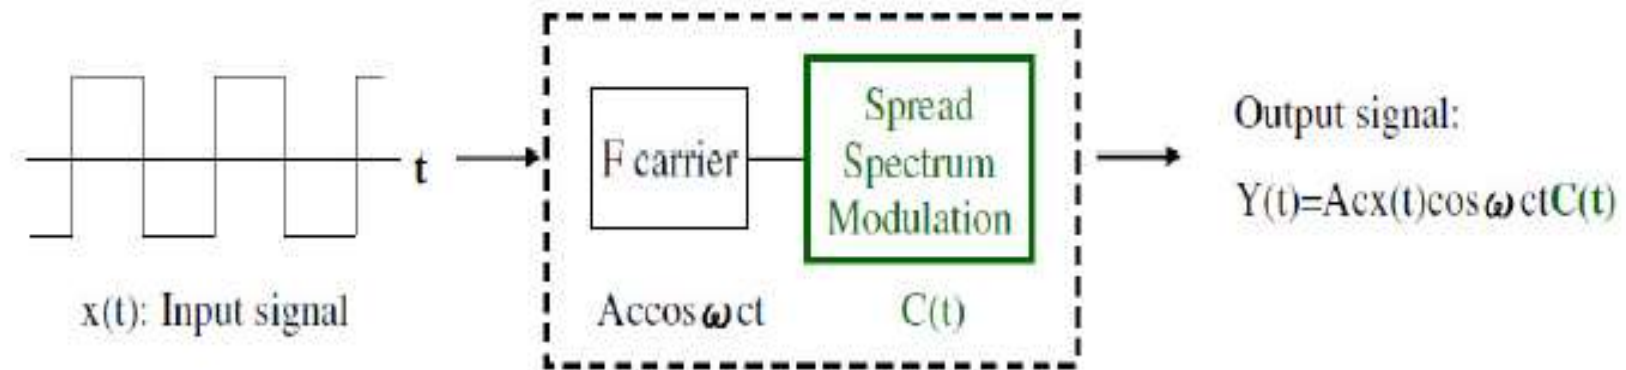 t
x(t): Input signal
F carrier
Accosωct
Spread
Spectrum
Modulation
C(t)
Output signal:
Y(t)=Acx(t)cosωctC(t)